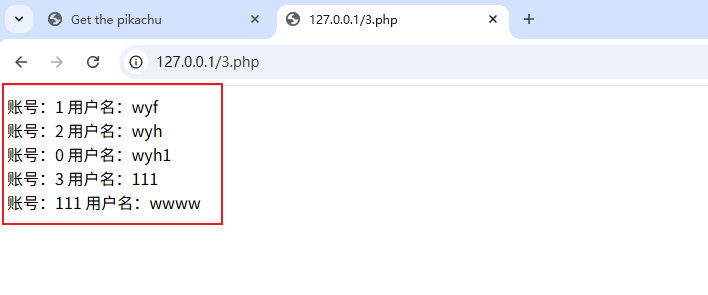 Get the pikachu
127.0.0.1/3.php
127.0.0.1/3.php
账号：1 用户名：wyf
账号：2 用户名：wyh
账号：0 用户名：wyh1
账号：3 用户名：111
账号：111 用户名：wwww